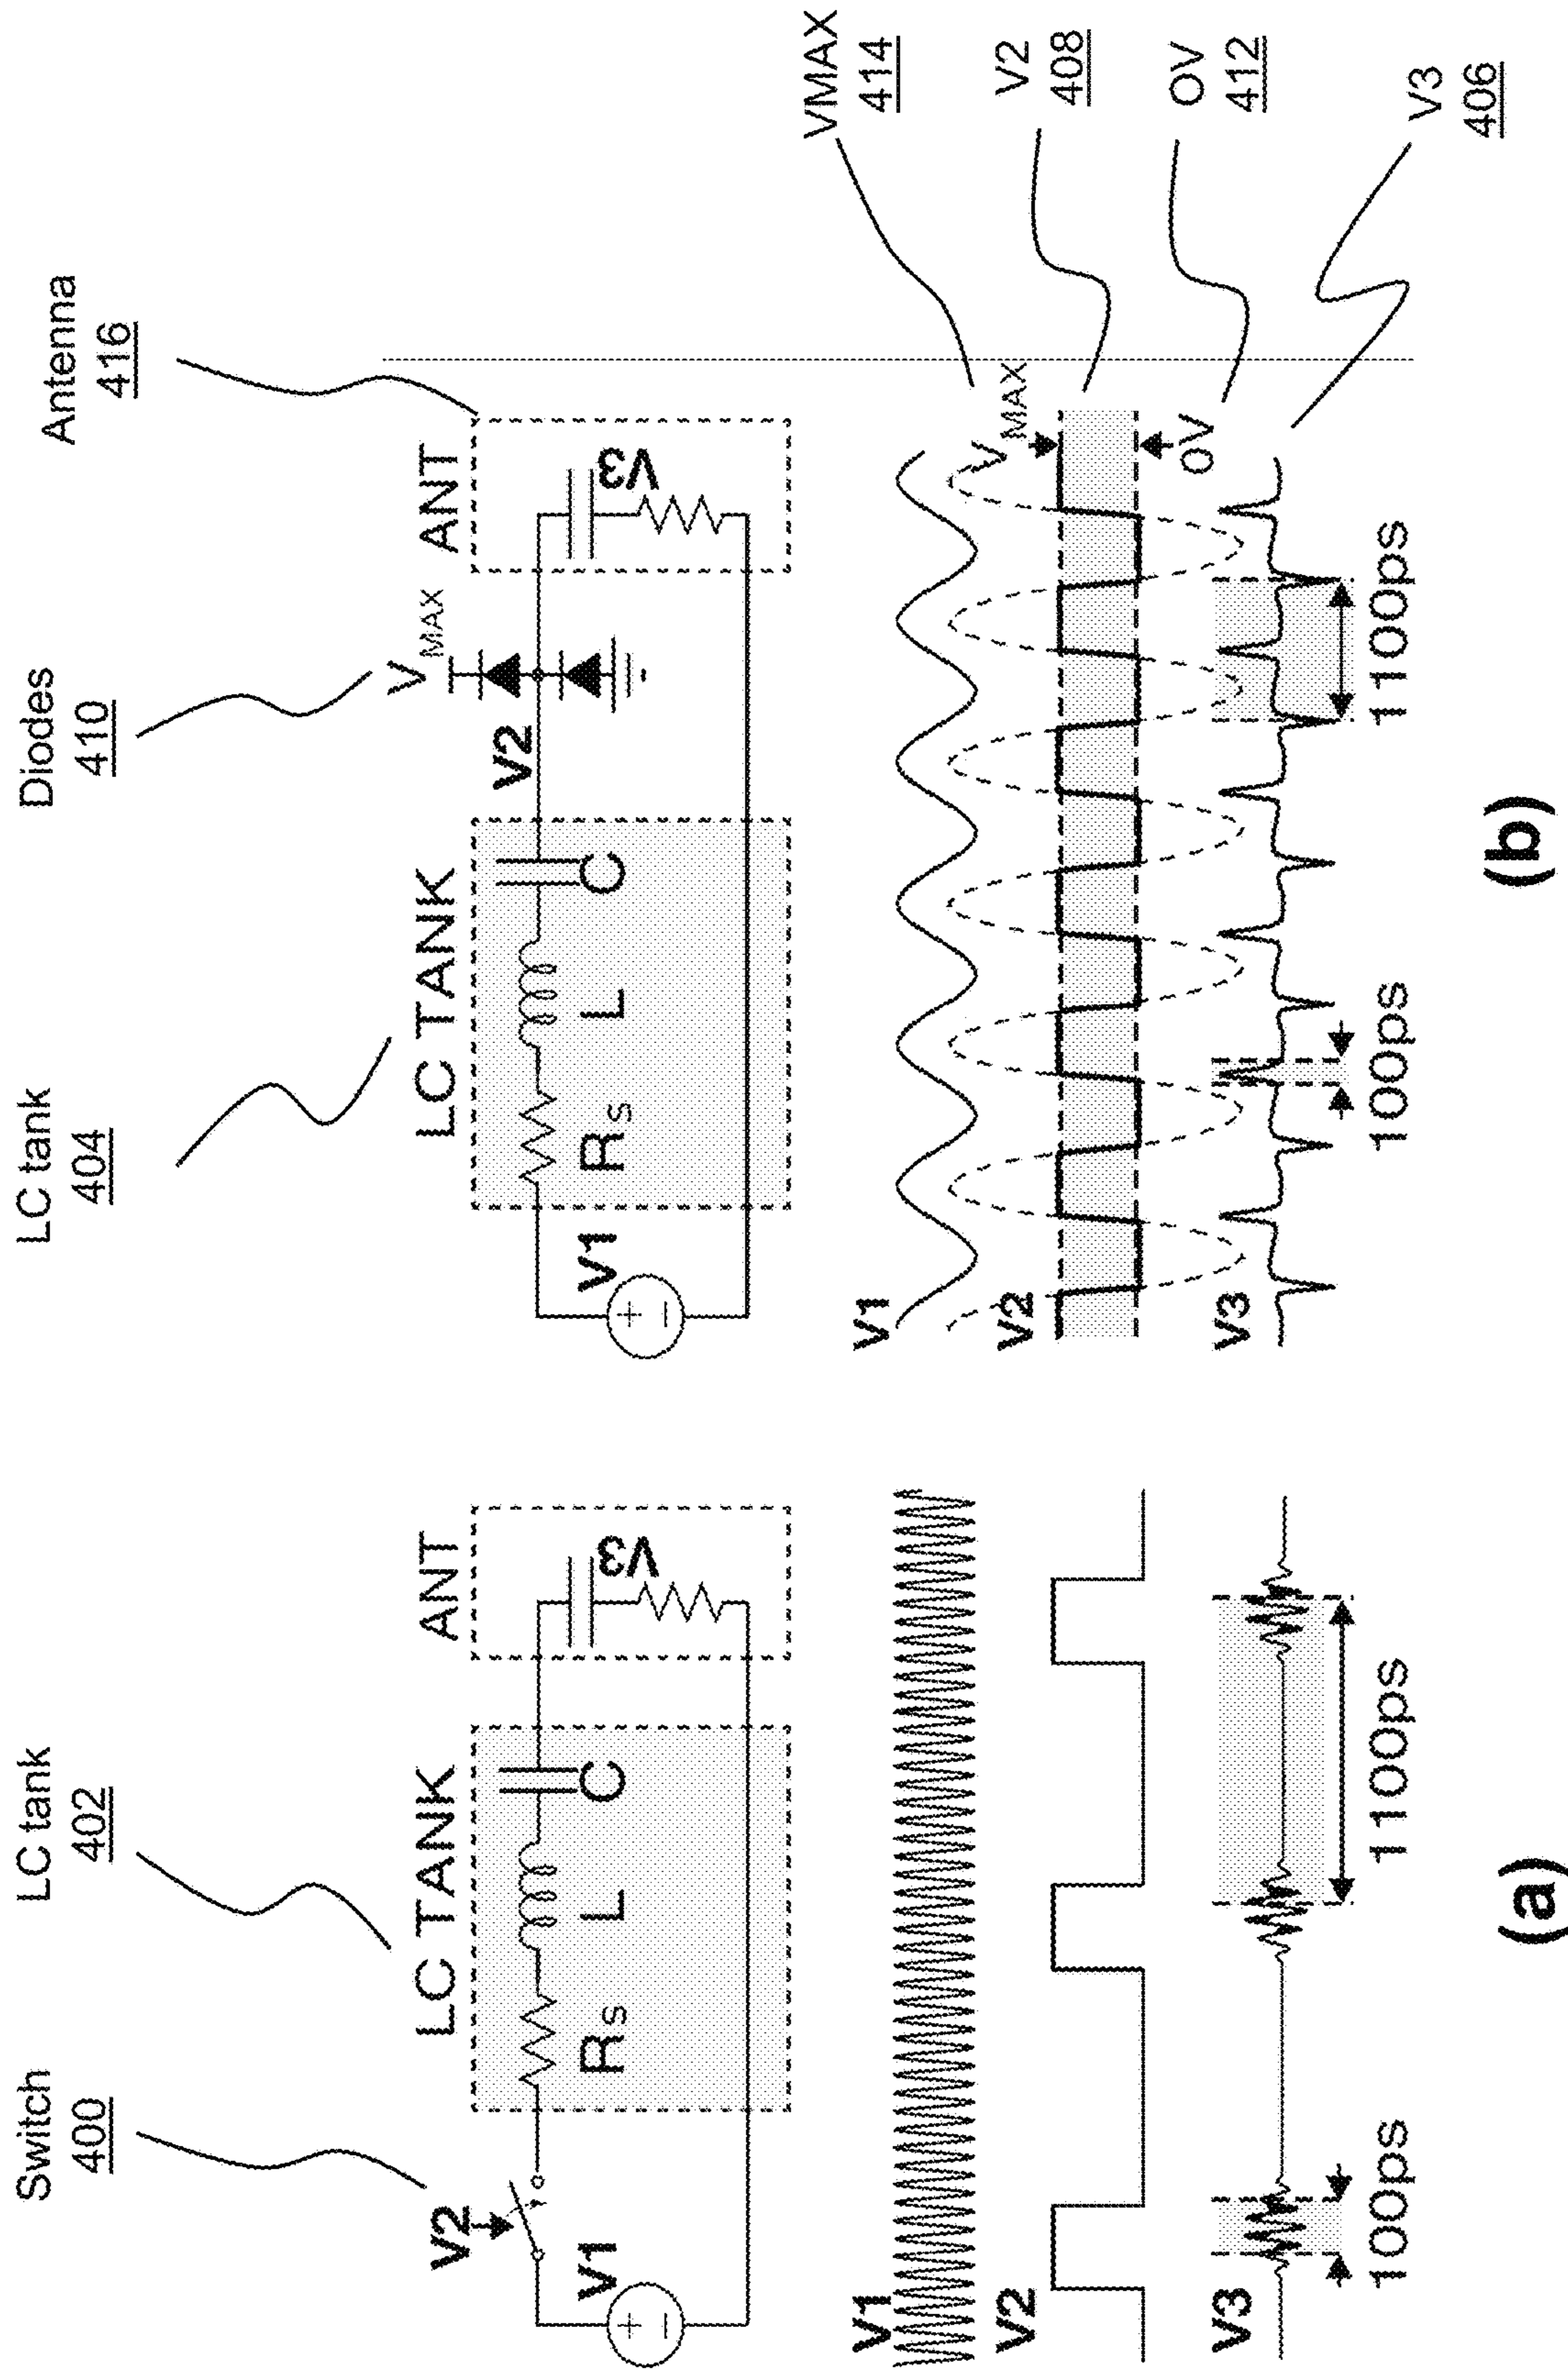 Switch
400
LC tank
402
LC TANK
V2
V1
RS
L
C
ANT
V3
V1
V2
V3
100ps
1100ps
(a)
LC tank
404
Diodes
410
Antenna
416
LC TANK
V1
RS
L
C
V2
VMAX
ANT
V3
V1
V2
V3
VMAX
0V
100ps
1100ps
VMAX
414
V2
408
OV
412
V3
406
(b)